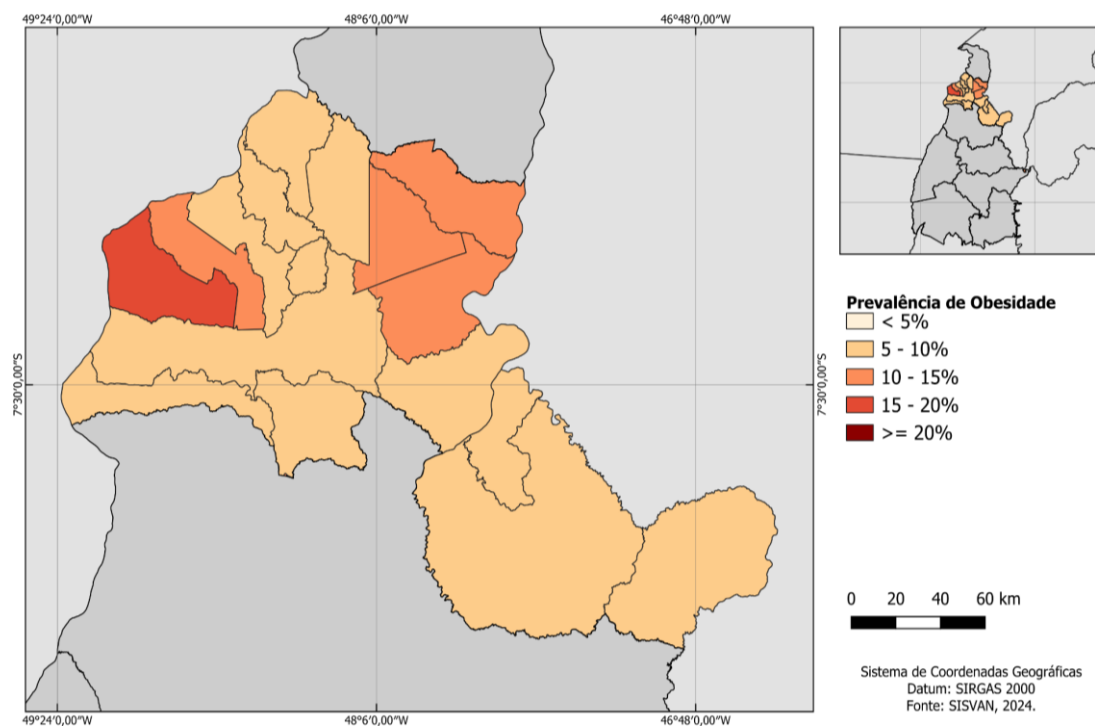 49°24'0,00"W
48°6'0,00"W
46°48'0,00"W
7°30'0,00"S
7°30'0,00"S
49°24'0,00"W
48°6'0,00"W
46°48'0,00"W
Prevalência de Obesidade
< 5%
5 - 10%
10 - 15%
15 - 20%
>= 20%
0 20 40 60 km
Sistema de Coordenadas Geográficas
Datum: SIRGAS 2000
Fonte: SISVAN, 2024.